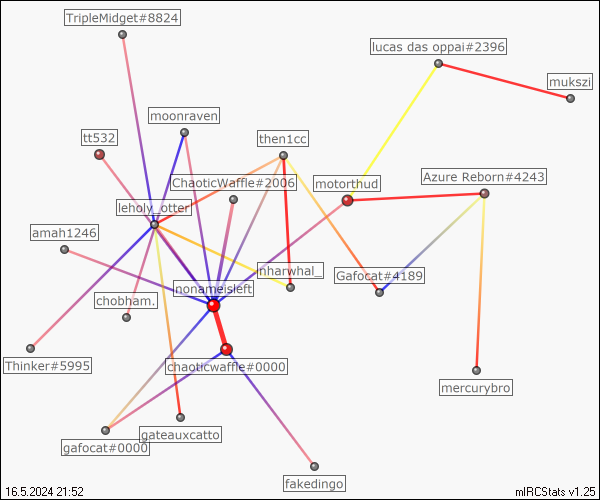 TripleMidget#8824
lucas das oppai#2396
mukszi
moonraven
tt532
then1cc
ChaoticWaffle#2006
motorthud
Azure Reborn#4243
leholy_otter
amah1246
nharwhal_
Gafocat#4189
nonameisleft
chobham.
Thinker#5995
chaoticwaffle#0000
mercurybro
gateauxcatto
gafocat#0000
fakedingo
16.5.2024 21:52
mIRCStats v1.25